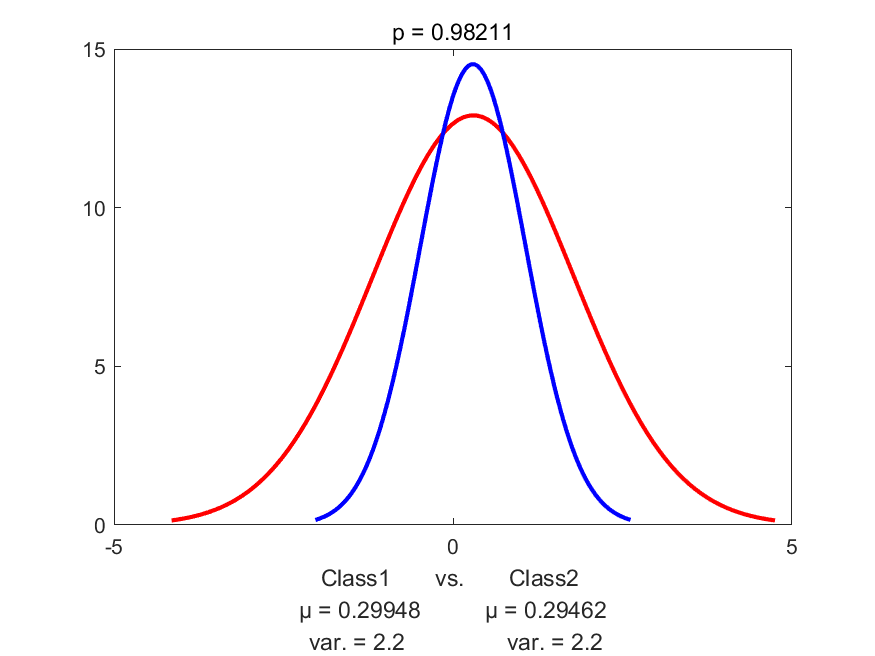 p = 0.98211
15
10
5
0
-5 0 5
Class1 vs. Class2
μ = 0.29948 μ = 0.29462
var. = 2.2 var. = 2.2